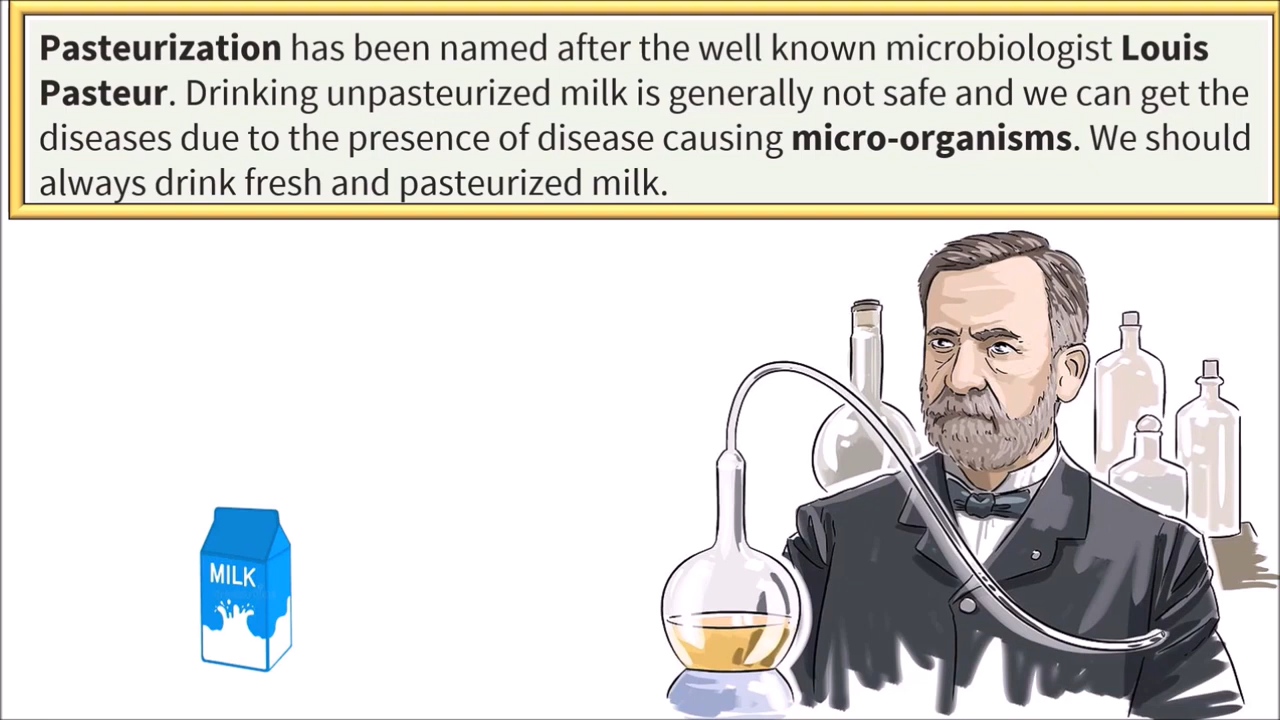 Pasteurization has been named after the well known microbiologist Louis
Pasteur. Drinking unpasteurized milk is generally not safe and we can get the
diseases due to the presence of disease causing micro-organisms. We should
always drink fresh and pasteurized milk.
MILK